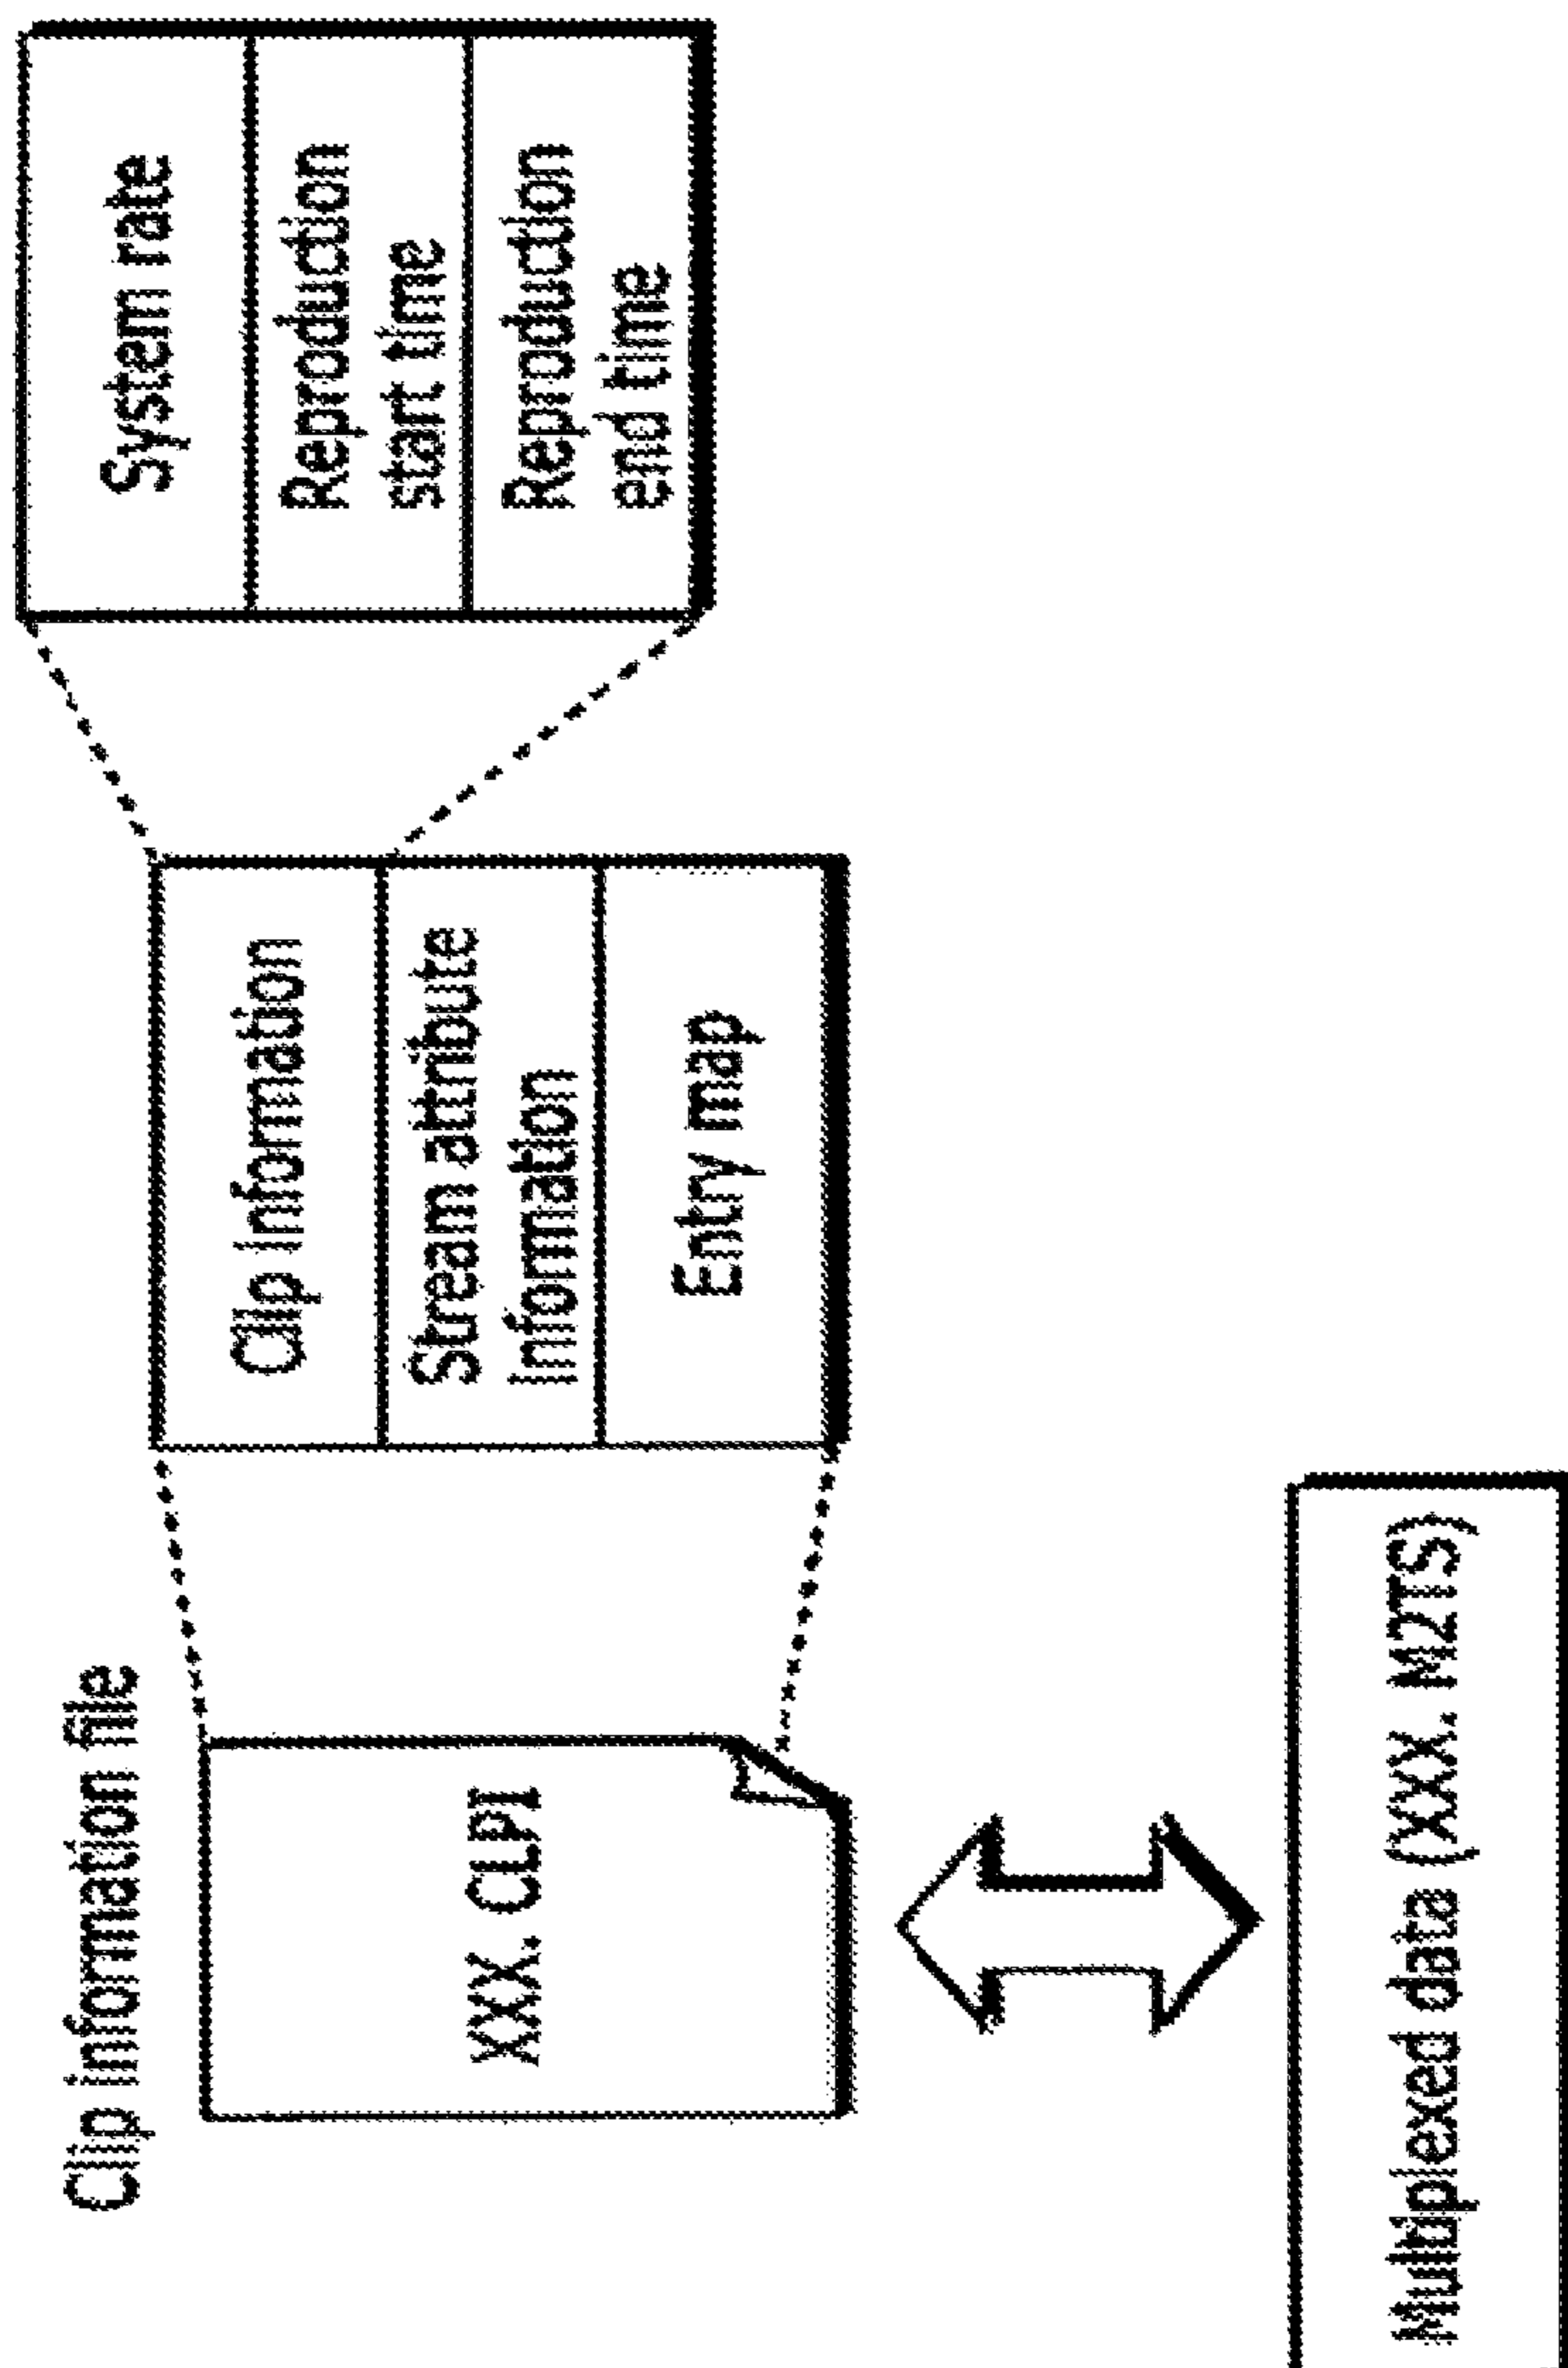 Clip information file
XXX. CLPI
Clip information
Stream attribute
information
Entry map
System rate
Reproduction
start time
Reproduction
end time
Multiplexed data (XXX. M2TS)